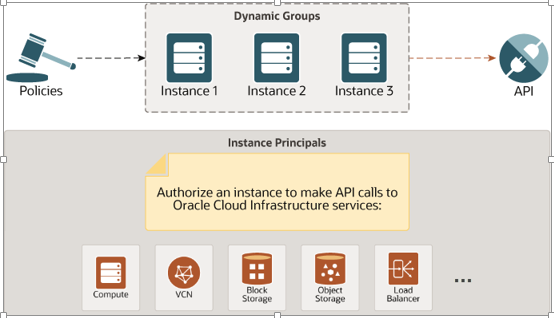 Dynamic Groups
Policies
Instance 1
Instance 2
Instance 3
API
Instance Principals
Authorize an instance to make API calls to
Oracle Cloud Infrastructure services:
Compute
VCN
Block
Storage
Object
Storage
Load
Balancer
...